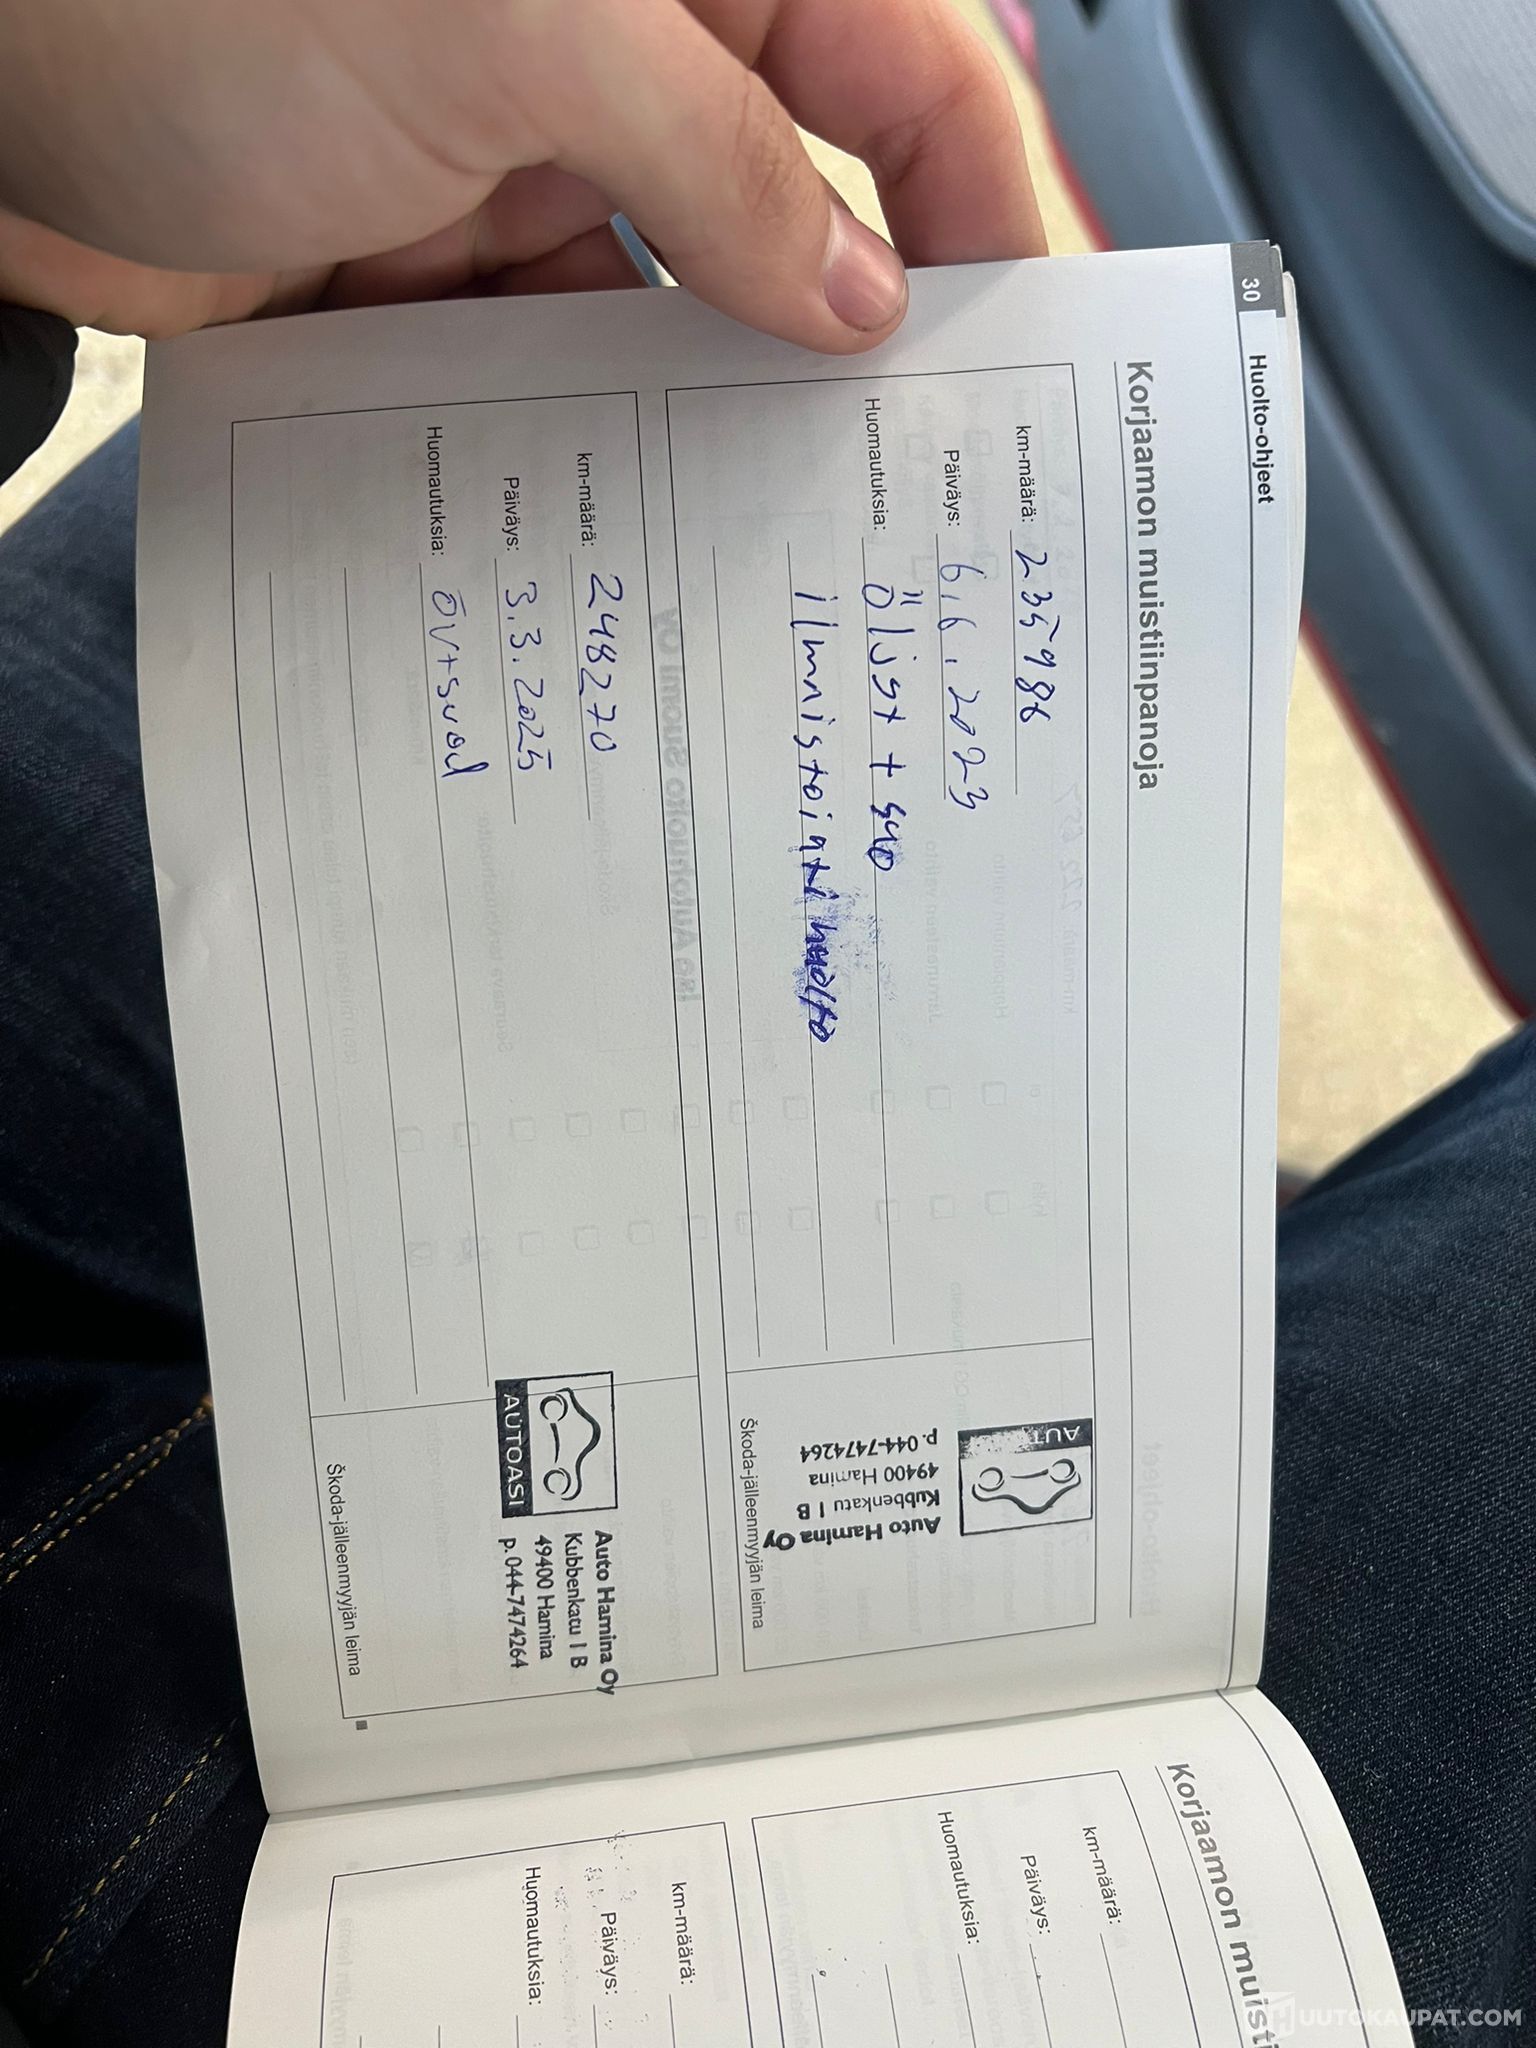 30
Huolto-ohjeet
Korjaamon muistiinpanoja
km-määrä: 235986
Päiväys: 6.6.2023
Huomautuksia: Öljyt + suo
ilmnistointi huolto
AUT
Auto Hamina Oy
Kubbenkatu 1 B
49400 Hamina
p. 044-7474264
Škoda-jälleenmyyjän leima
km-määrä: 248270
Päiväys: 3.3.2025
Huomautuksia: öv+suod
AUTOASI
Auto Hamina Oy
Kubbenkatu 1 B
49400 Hamina
p. 044-7474264
Škoda-jälleenmyyjän leima
Korjaamon muisti
km-määrä:
Päiväys:
Huomautuksia:
km-määrä:
Päiväys:
Huomautuksia:
HUUTOKAUPAT.COM